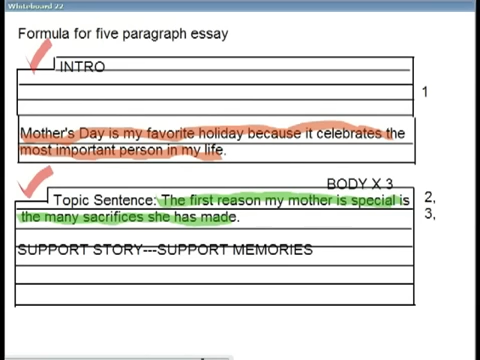 Whiteboard 22
Formula for five paragraph essay
INTRO
1
Mother's Day is my favorite holiday because it celebrates the
most important person in my life.
BODY X 3
Topic Sentence: The first reason my mother is special is
2,
the many sacrifices she has made.
3,
SUPPORT STORY---SUPPORT MEMORIES